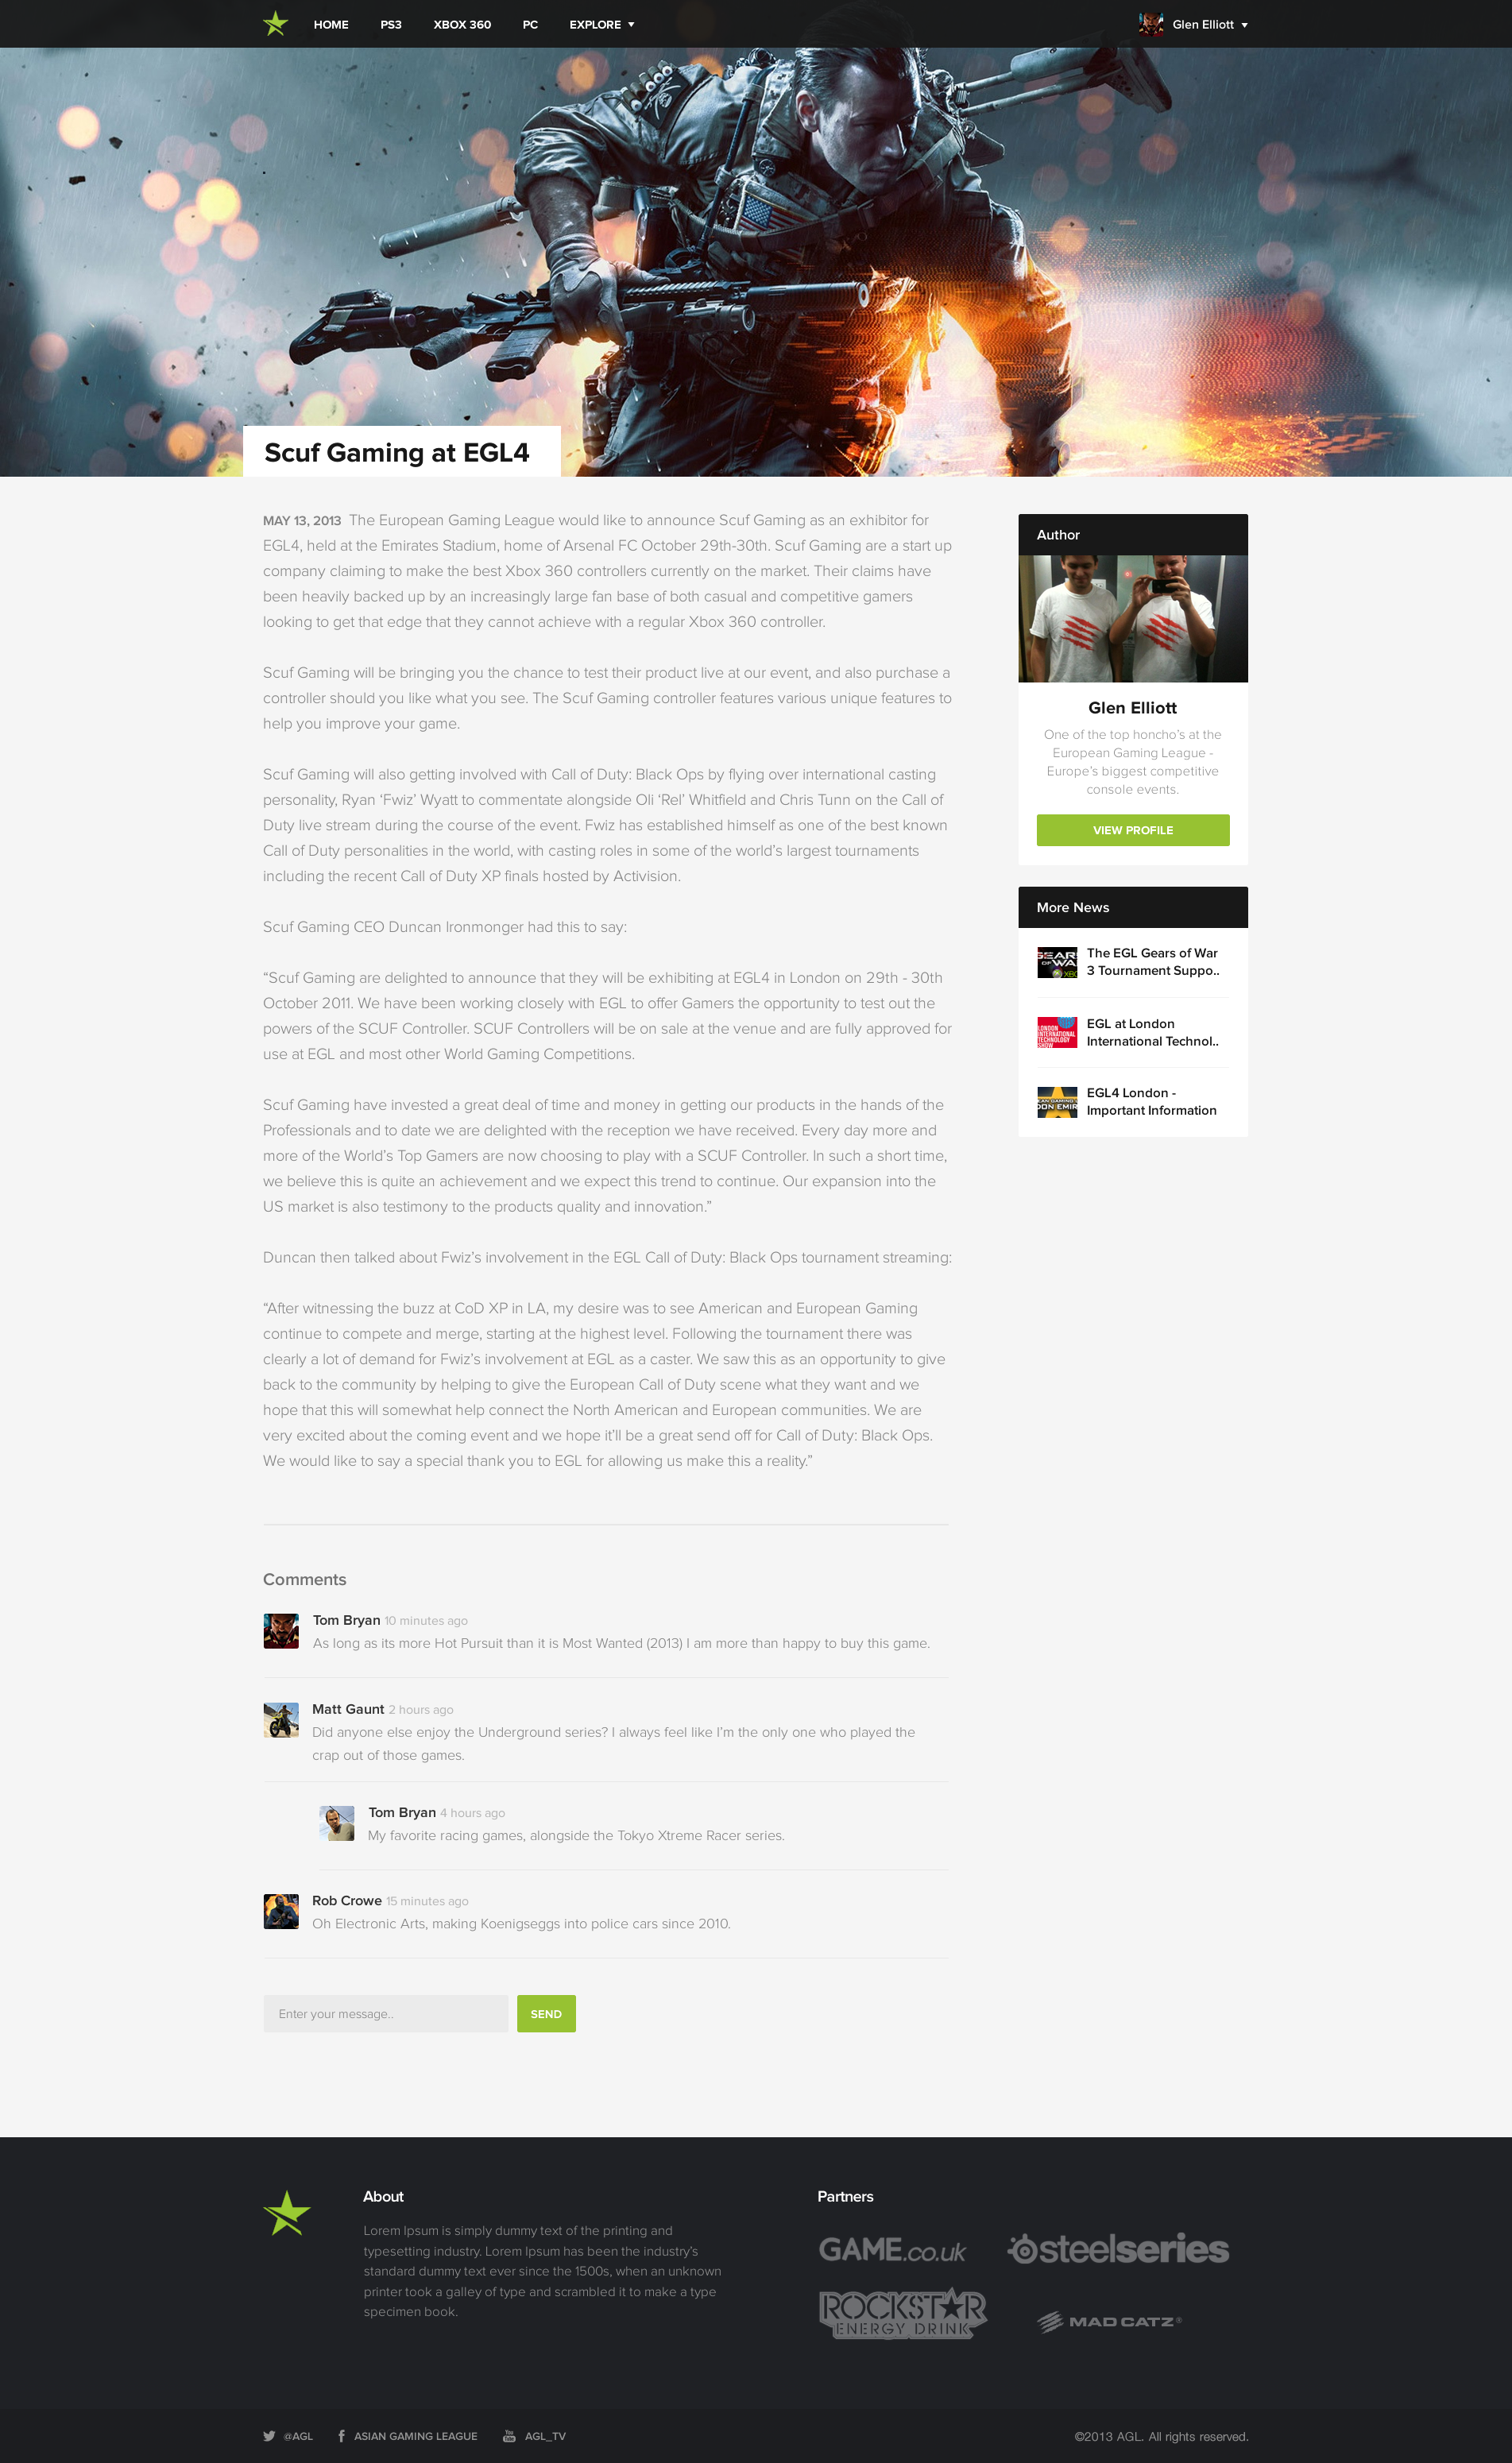 HOME PS3 XBOX 360 PC EXPLORE Glen Elliott
Scuf Gaming at EGL4
MAY 13, 2013 The European Gaming League would like to announce Scuf Gaming as an exhibitor for
EGL4, held at the Emirates Stadium, home of Arsenal FC October 29th-30th. Scuf Gaming are a start up
company claiming to make the best Xbox 360 controllers currently on the market. Their claims have
been heavily backed up by an increasingly large fan base of both casual and competitive gamers
looking to get that edge that they cannot achieve with a regular Xbox 360 controller.
Scuf Gaming will be bringing you the chance to test their product live at our event, and also purchase a
controller should you like what you see. The Scuf Gaming controller features various unique features to
help you improve your game.
Scuf Gaming will also getting involved with Call of Duty: Black Ops by flying over international casting
personality, Ryan ‘Fwiz’ Wyatt to commentate alongside Oli ‘Rel’ Whitfield and Chris Tunn on the Call of
Duty live stream during the course of the event. Fwiz has established himself as one of the best known
Call of Duty personalities in the world, with casting roles in some of the world’s largest tournaments
including the recent Call of Duty XP finals hosted by Activision.
Scuf Gaming CEO Duncan Ironmonger had this to say:
“Scuf Gaming are delighted to announce that they will be exhibiting at EGL4 in London on 29th - 30th
October 2011. We have been working closely with EGL to offer Gamers the opportunity to test out the
powers of the SCUF Controller. SCUF Controllers will be on sale at the venue and are fully approved for
use at EGL and most other World Gaming Competitions.
Scuf Gaming have invested a great deal of time and money in getting our products in the hands of the
Professionals and to date we are delighted with the reception we have received. Every day more and
more of the World’s Top Gamers are now choosing to play with a SCUF Controller. In such a short time,
we believe this is quite an achievement and we expect this trend to continue. Our expansion into the
US market is also testimony to the products quality and innovation.”
Duncan then talked about Fwiz’s involvement in the EGL Call of Duty: Black Ops tournament streaming:
“After witnessing the buzz at CoD XP in LA, my desire was to see American and European Gaming
continue to compete and merge, starting at the highest level. Following the tournament there was
clearly a lot of demand for Fwiz’s involvement at EGL as a caster. We saw this as an opportunity to give
back to the community by helping to give the European Call of Duty scene what they want and we
hope that this will somewhat help connect the North American and European communities. We are
very excited about the coming event and we hope it’ll be a great send off for Call of Duty: Black Ops.
We would like to say a special thank you to EGL for allowing us make this a reality.”
Author
Glen Elliott
One of the top honcho’s at the
European Gaming League -
Europe’s biggest competitive
console events.
VIEW PROFILE
More News
GEARS
OF WAR
XBO
The EGL Gears of War
3 Tournament Suppo..
LONDON
INTERNATIONAL
TECHNOLOGY
SHOW
EGL at London
International Technol..
EAN GAMING
DON EMIR
EGL4 London -
Important Information
Comments
Tom Bryan 10 minutes ago
As long as its more Hot Pursuit than it is Most Wanted (2013) I am more than happy to buy this game.
Matt Gaunt 2 hours ago
Did anyone else enjoy the Underground series? I always feel like I’m the only one who played the
crap out of those games.
Tom Bryan 4 hours ago
My favorite racing games, alongside the Tokyo Xtreme Racer series.
Rob Crowe 15 minutes ago
Oh Electronic Arts, making Koenigseggs into police cars since 2010.
Enter your message.. SEND
About
Lorem Ipsum is simply dummy text of the printing and
typesetting industry. Lorem Ipsum has been the industry’s
standard dummy text ever since the 1500s, when an unknown
printer took a galley of type and scrambled it to make a type
specimen book.
Partners
GAME.co.uk steelseries
ROCKSTAR
ENERGY DRINK
MAD CATZ®
@AGL ASIAN GAMING LEAGUE You Tube AGL_TV ©2013 AGL. All rights reserved.